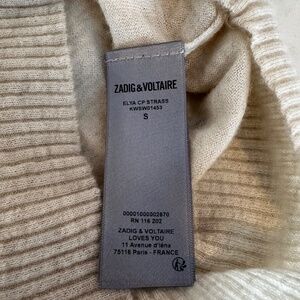 ZADIG & VOLTAIRE
ELYA CP STRASS
KWSW01453
S
00001000002670
RN 116 202
ZADIG & VOLTAIRE
LOVES YOU
11 Avenue d'Iéna
75116 Paris - FRANCE